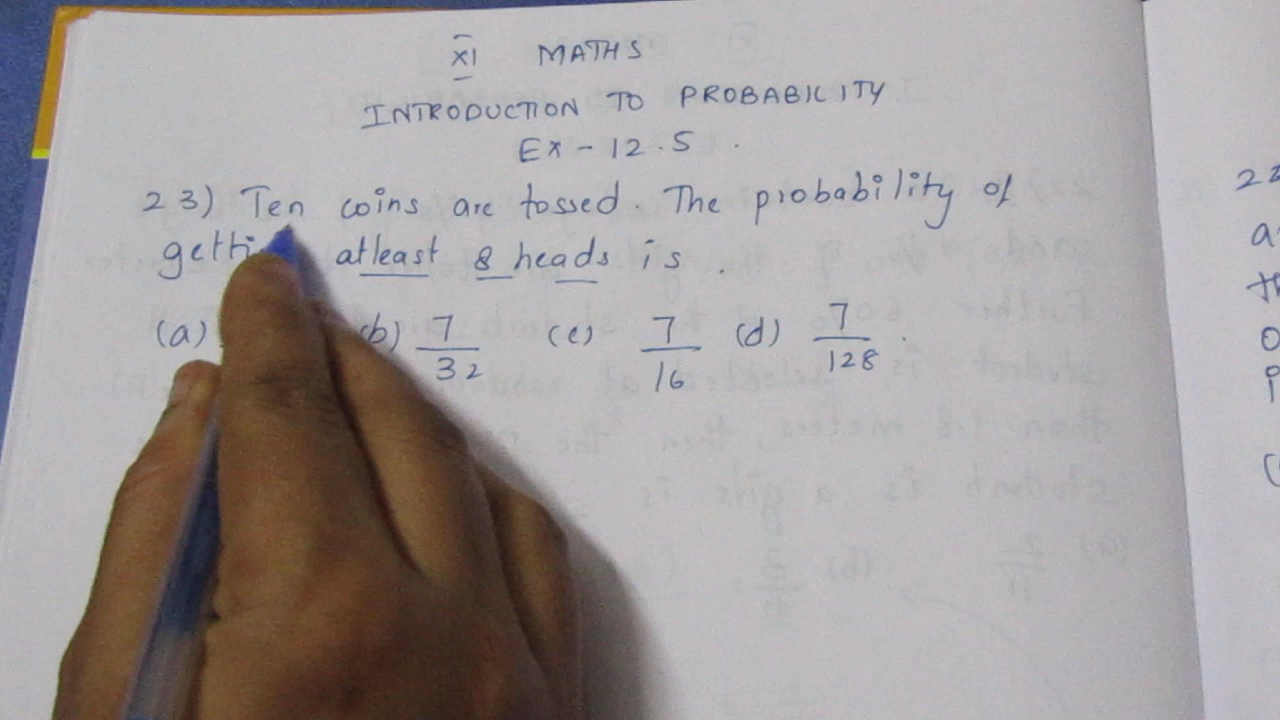 XI MATHS
INTRODUCTION TO PROBABILITY
Ex - 12.5.
23) Ten coins are tossed. The probability of
atleast 8 heads is.
(a) (b) 7/32 (c) 7/16 (d) 7/128.